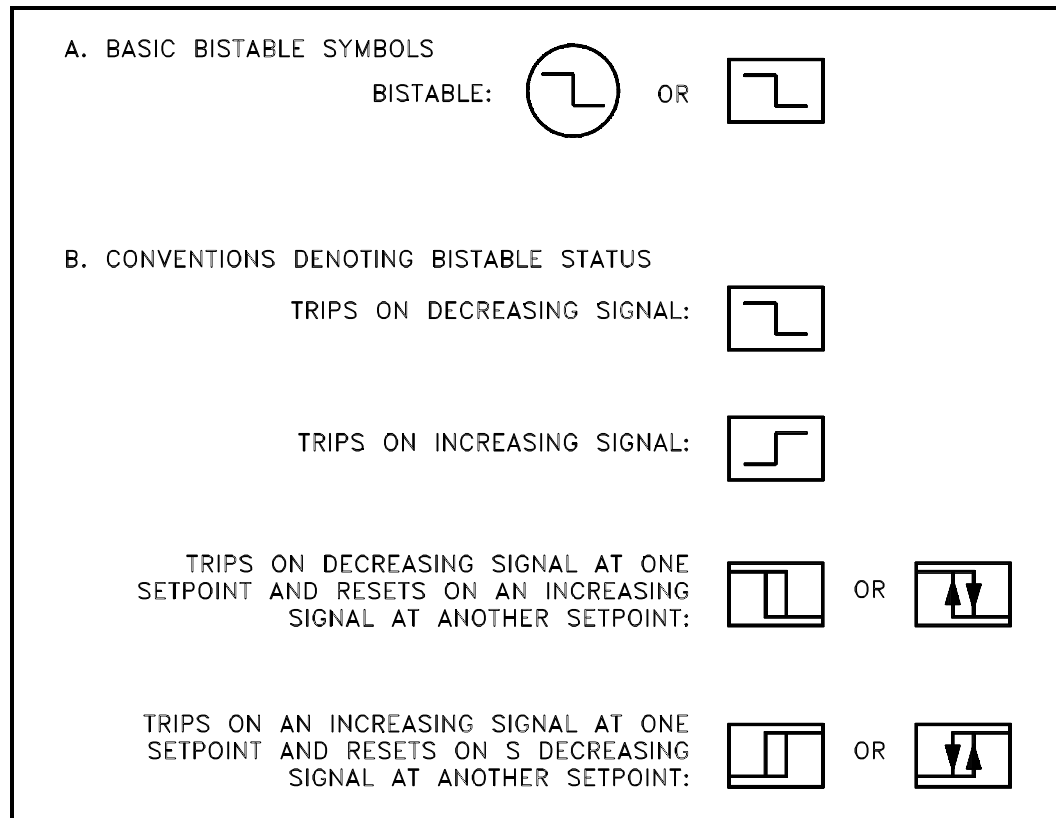 A. BASIC BISTABLE SYMBOLS
BISTABLE:
OR
B. CONVENTIONS DENOTING BISTABLE STATUS
TRIPS ON DECREASING SIGNAL:
TRIPS ON INCREASING SIGNAL:
TRIPS ON DECREASING SIGNAL AT ONE
SETPOINT AND RESETS ON AN INCREASING
SIGNAL AT ANOTHER SETPOINT:
OR
TRIPS ON AN INCREASING SIGNAL AT ONE
SETPOINT AND RESETS ON S DECREASING
SIGNAL AT ANOTHER SETPOINT:
OR